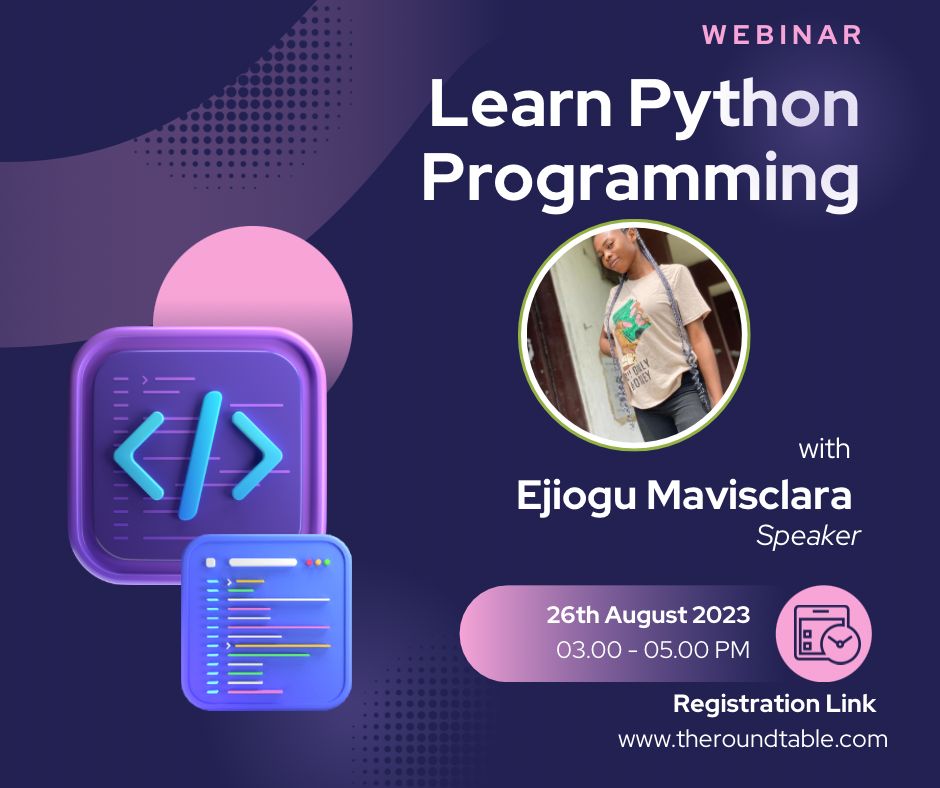 WEBINAR
Learn Python
Programming
with
Ejiogu Mavisclara
Speaker
26th August 2023
03.00 - 05.00 PM
Registration Link
www.theroundtable.com